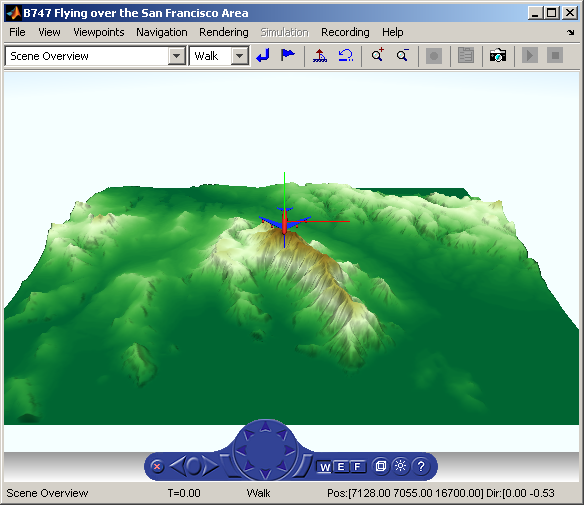 B747 Flying over the San Francisco Area
File View Viewpoints Navigation Rendering Simulation Recording Help
Scene Overview Walk
W E F ?
Scene Overview T=0.00 Walk Pos:[7128.00 7055.00 16700.00] Dir:[0.00 -0.53